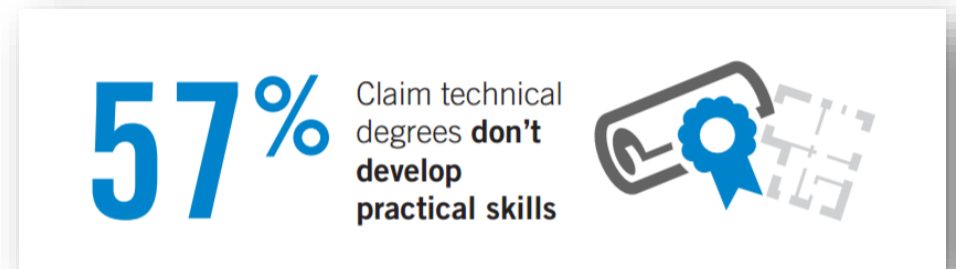 57%
Claim technical
degrees don't
develop
practical skills